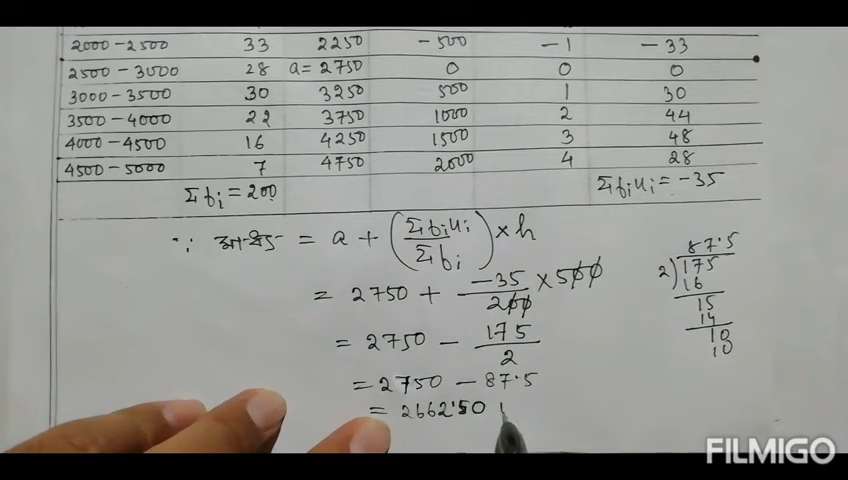 2000-2500 33 2250 -500 -1 -33
2500-3000 28 a=2750 0 0 0
3000-3500 30 3250 500 1 30
3500-4000 22 3750 1000 2 44
4000-4500 16 4250 1500 3 48
4500-5000 7 4750 2000 4 28
Σfi = 200 Σfiui = -35
∵ माध्य = a + (Σfiui / Σfi) × h
= 2750 + -35/200 × 500
= 2750 - 175/2
= 2750 - 87.5
= 2662.50
87.5
2)175
16
15
14
10
10
FILMIGO